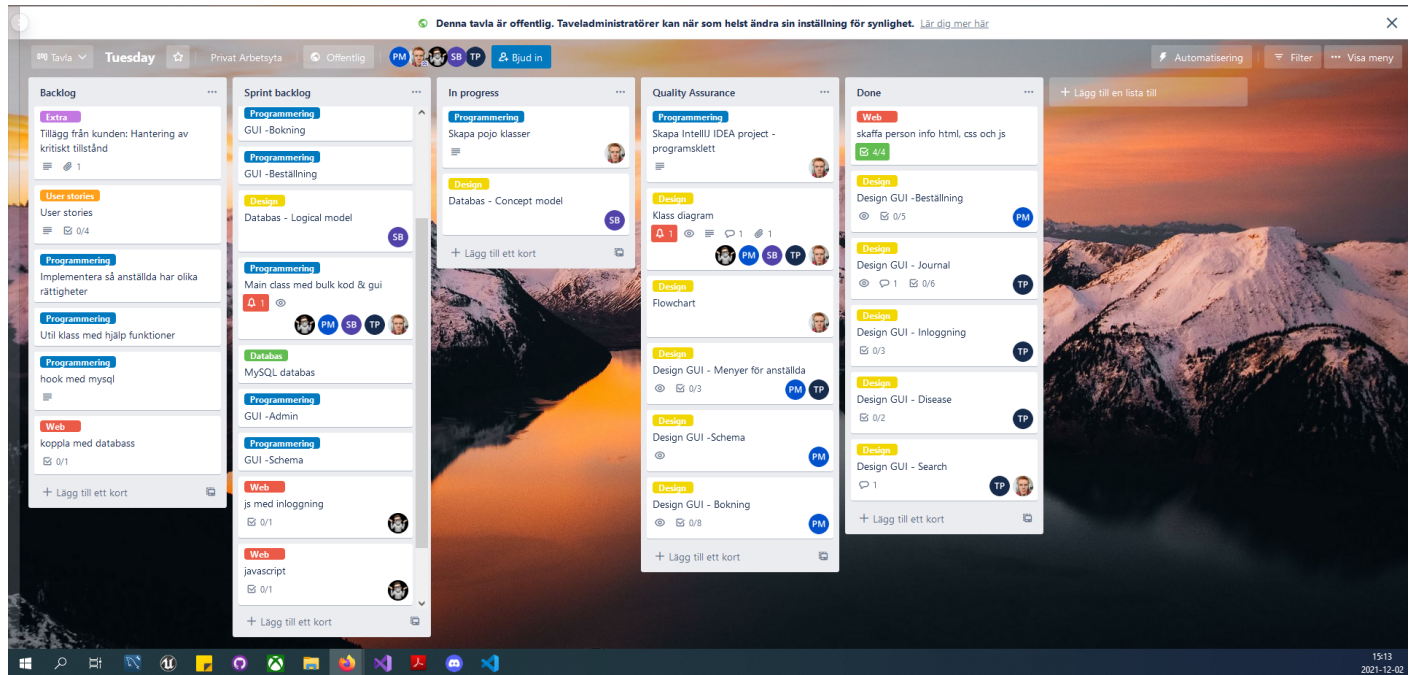 Denna tavla är offentlig. Taveladministratörer kan när som helst ändra sin inställning för synlighet. Lär dig mer här
Tavla
Tuesday
Privat Arbetsyta
Offentlig
PM
SB
TP
Bjud in
Automatisering
Filter
Visa meny
Backlog
Extra
Tillägg från kunden: Hantering av
kritiskt tillstånd
1
User stories
User stories
0/4
Programmering
Implementera så anställda har olika
rättigheter
Programmering
Util klass med hjälp funktioner
Programmering
hook med mysql
Web
koppla med databass
0/1
+ Lägg till ett kort
Sprint backlog
Programmering
GUI -Bokning
Programmering
GUI -Beställning
Design
Databas - Logical model
SB
Programmering
Main class med bulk kod & gui
1
PM SB TP
Databas
MySQL databas
Programmering
GUI -Admin
Programmering
GUI -Schema
Web
js med inloggning
0/1
Web
javascript
0/1
+ Lägg till ett kort
In progress
Programmering
Skapa pojo klasser
Design
Databas - Concept model
SB
+ Lägg till ett kort
Quality Assurance
Programmering
Skapa IntellIJ IDEA project -
programsklett
Design
Klass diagram
1 1 1
PM SB TP
Design
Flowchart
Design
Design GUI - Menyer för anställda
0/3 PM TP
Design
Design GUI -Schema
PM
Design
Design GUI - Bokning
0/8 PM
+ Lägg till ett kort
Done
Web
skaffa person info html, css och js
4/4
Design
Design GUI -Beställning
0/5 PM
Design
Design GUI - Journal
1 0/6 TP
Design
Design GUI - Inloggning
0/3 TP
Design
Design GUI - Disease
0/2 TP
Design
Design GUI - Search
1 TP
+ Lägg till ett kort
+ Lägg till en lista till
15:13
2021-12-02